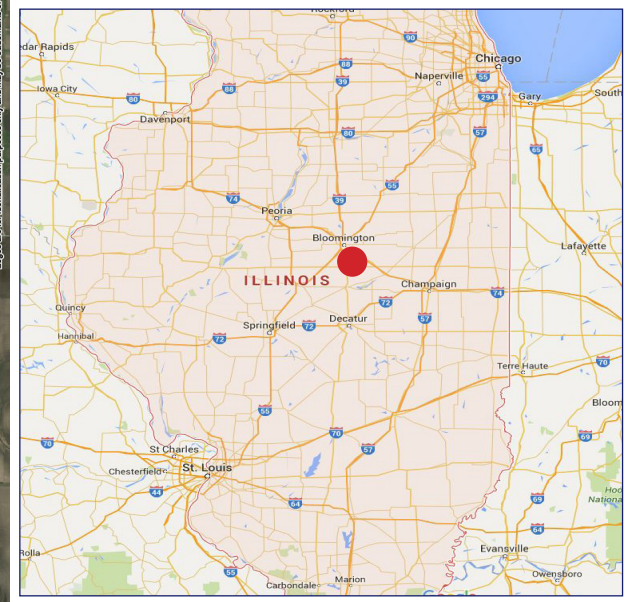 Rockford
90
Chicago
edar Rapids
88
Naperville
55
39
Iowa City
88
294
Gary
South
80
Davenport
80
57
65
55
74
39
Peoria
Bloomington
Lafayette
ILLINOIS
Champaign
74
72
Quincy
57
Springfield
72
Decatur
Hannibal
72
Terre Haute
70
Bloom
55
70
69
70
57
St Charles
St. Louis
Chesterfield
44
64
69
Hoo
Nationa
64
Rolla
Evansville
55
Owensboro
Carbondale
Marion